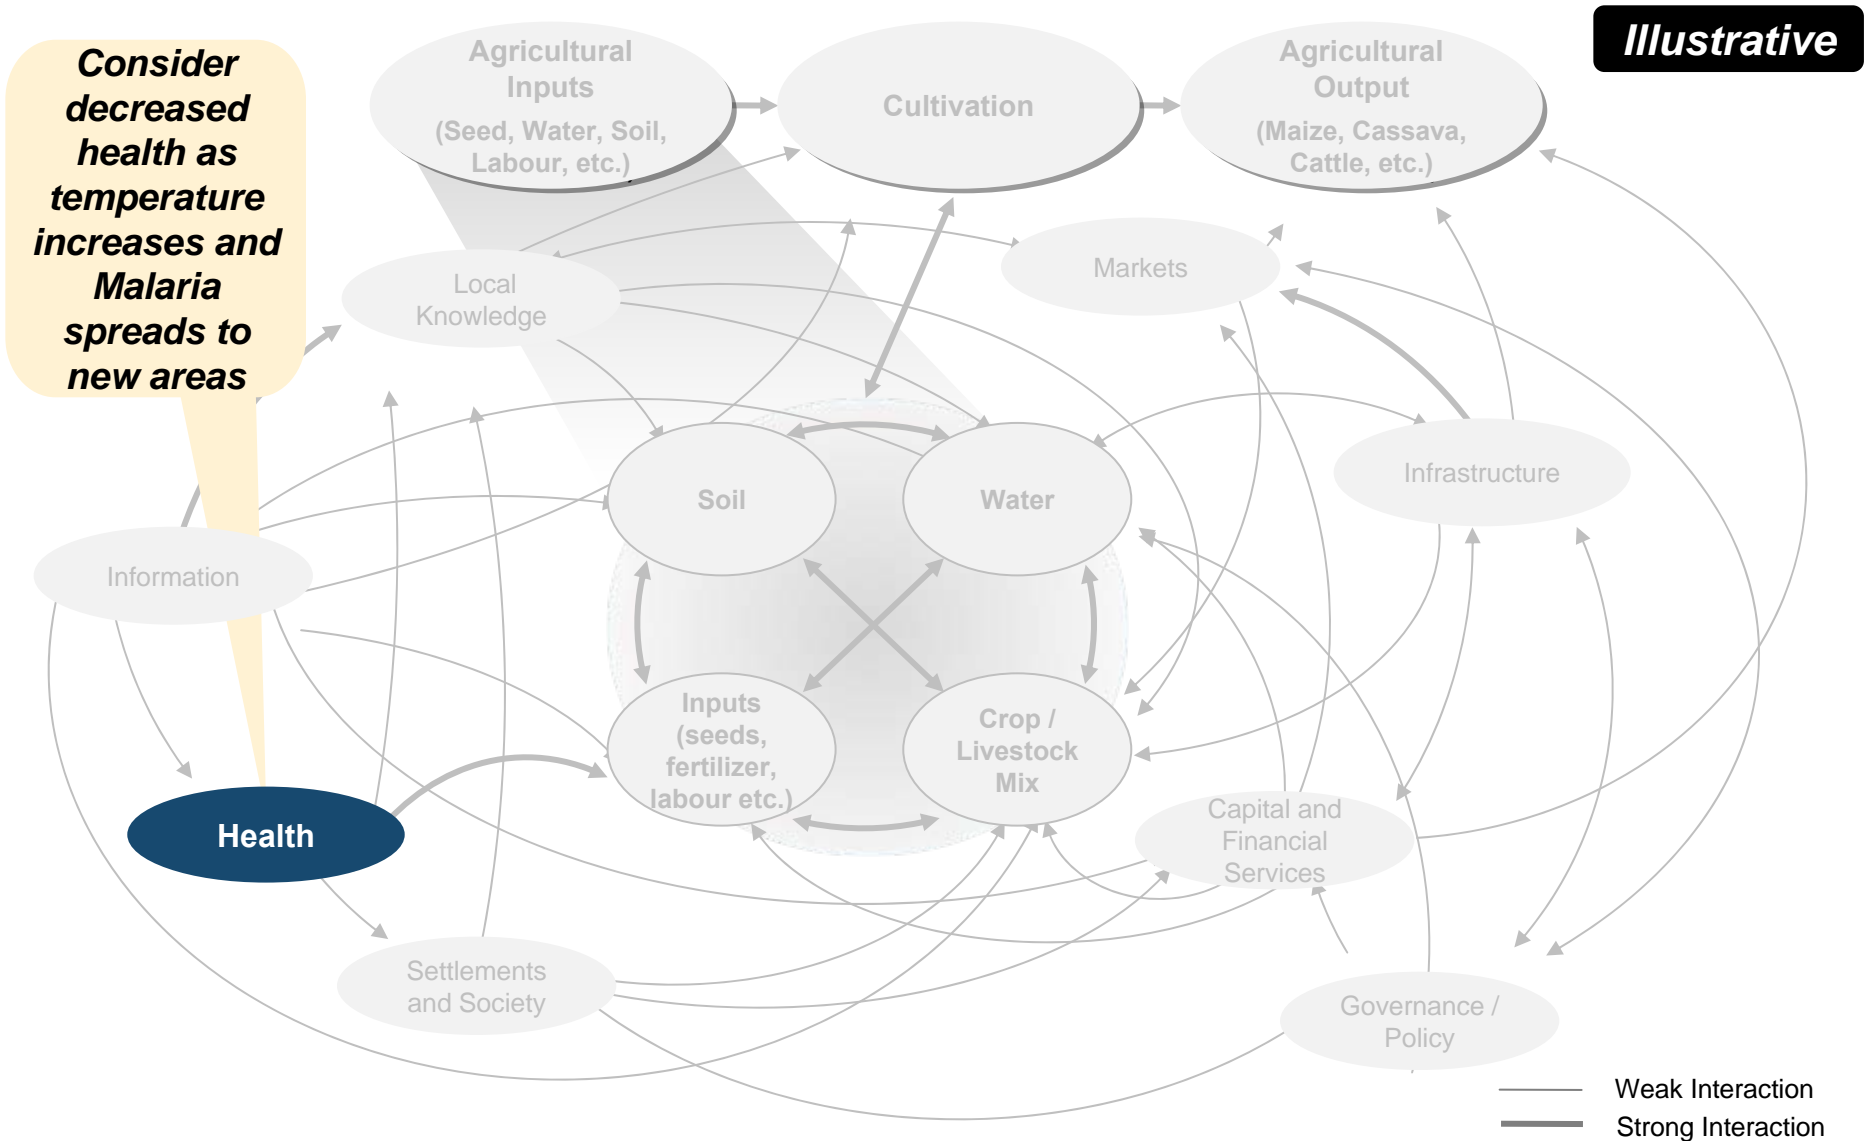 Illustrative
Consider
decreased
health as
temperature
increases and
Malaria
spreads to
new areas
Agricultural
Inputs
(Seed, Water, Soil,
Labour, etc.)
Cultivation
Agricultural
Output
(Maize, Cassava,
Cattle, etc.)
Local
Knowledge
Markets
Infrastructure
Soil
Water
Information
Inputs
(seeds,
fertilizer,
labour etc.)
Crop /
Livestock
Mix
Health
Capital and
Financial
Services
Settlements
and Society
Governance /
Policy
Weak Interaction
Strong Interaction